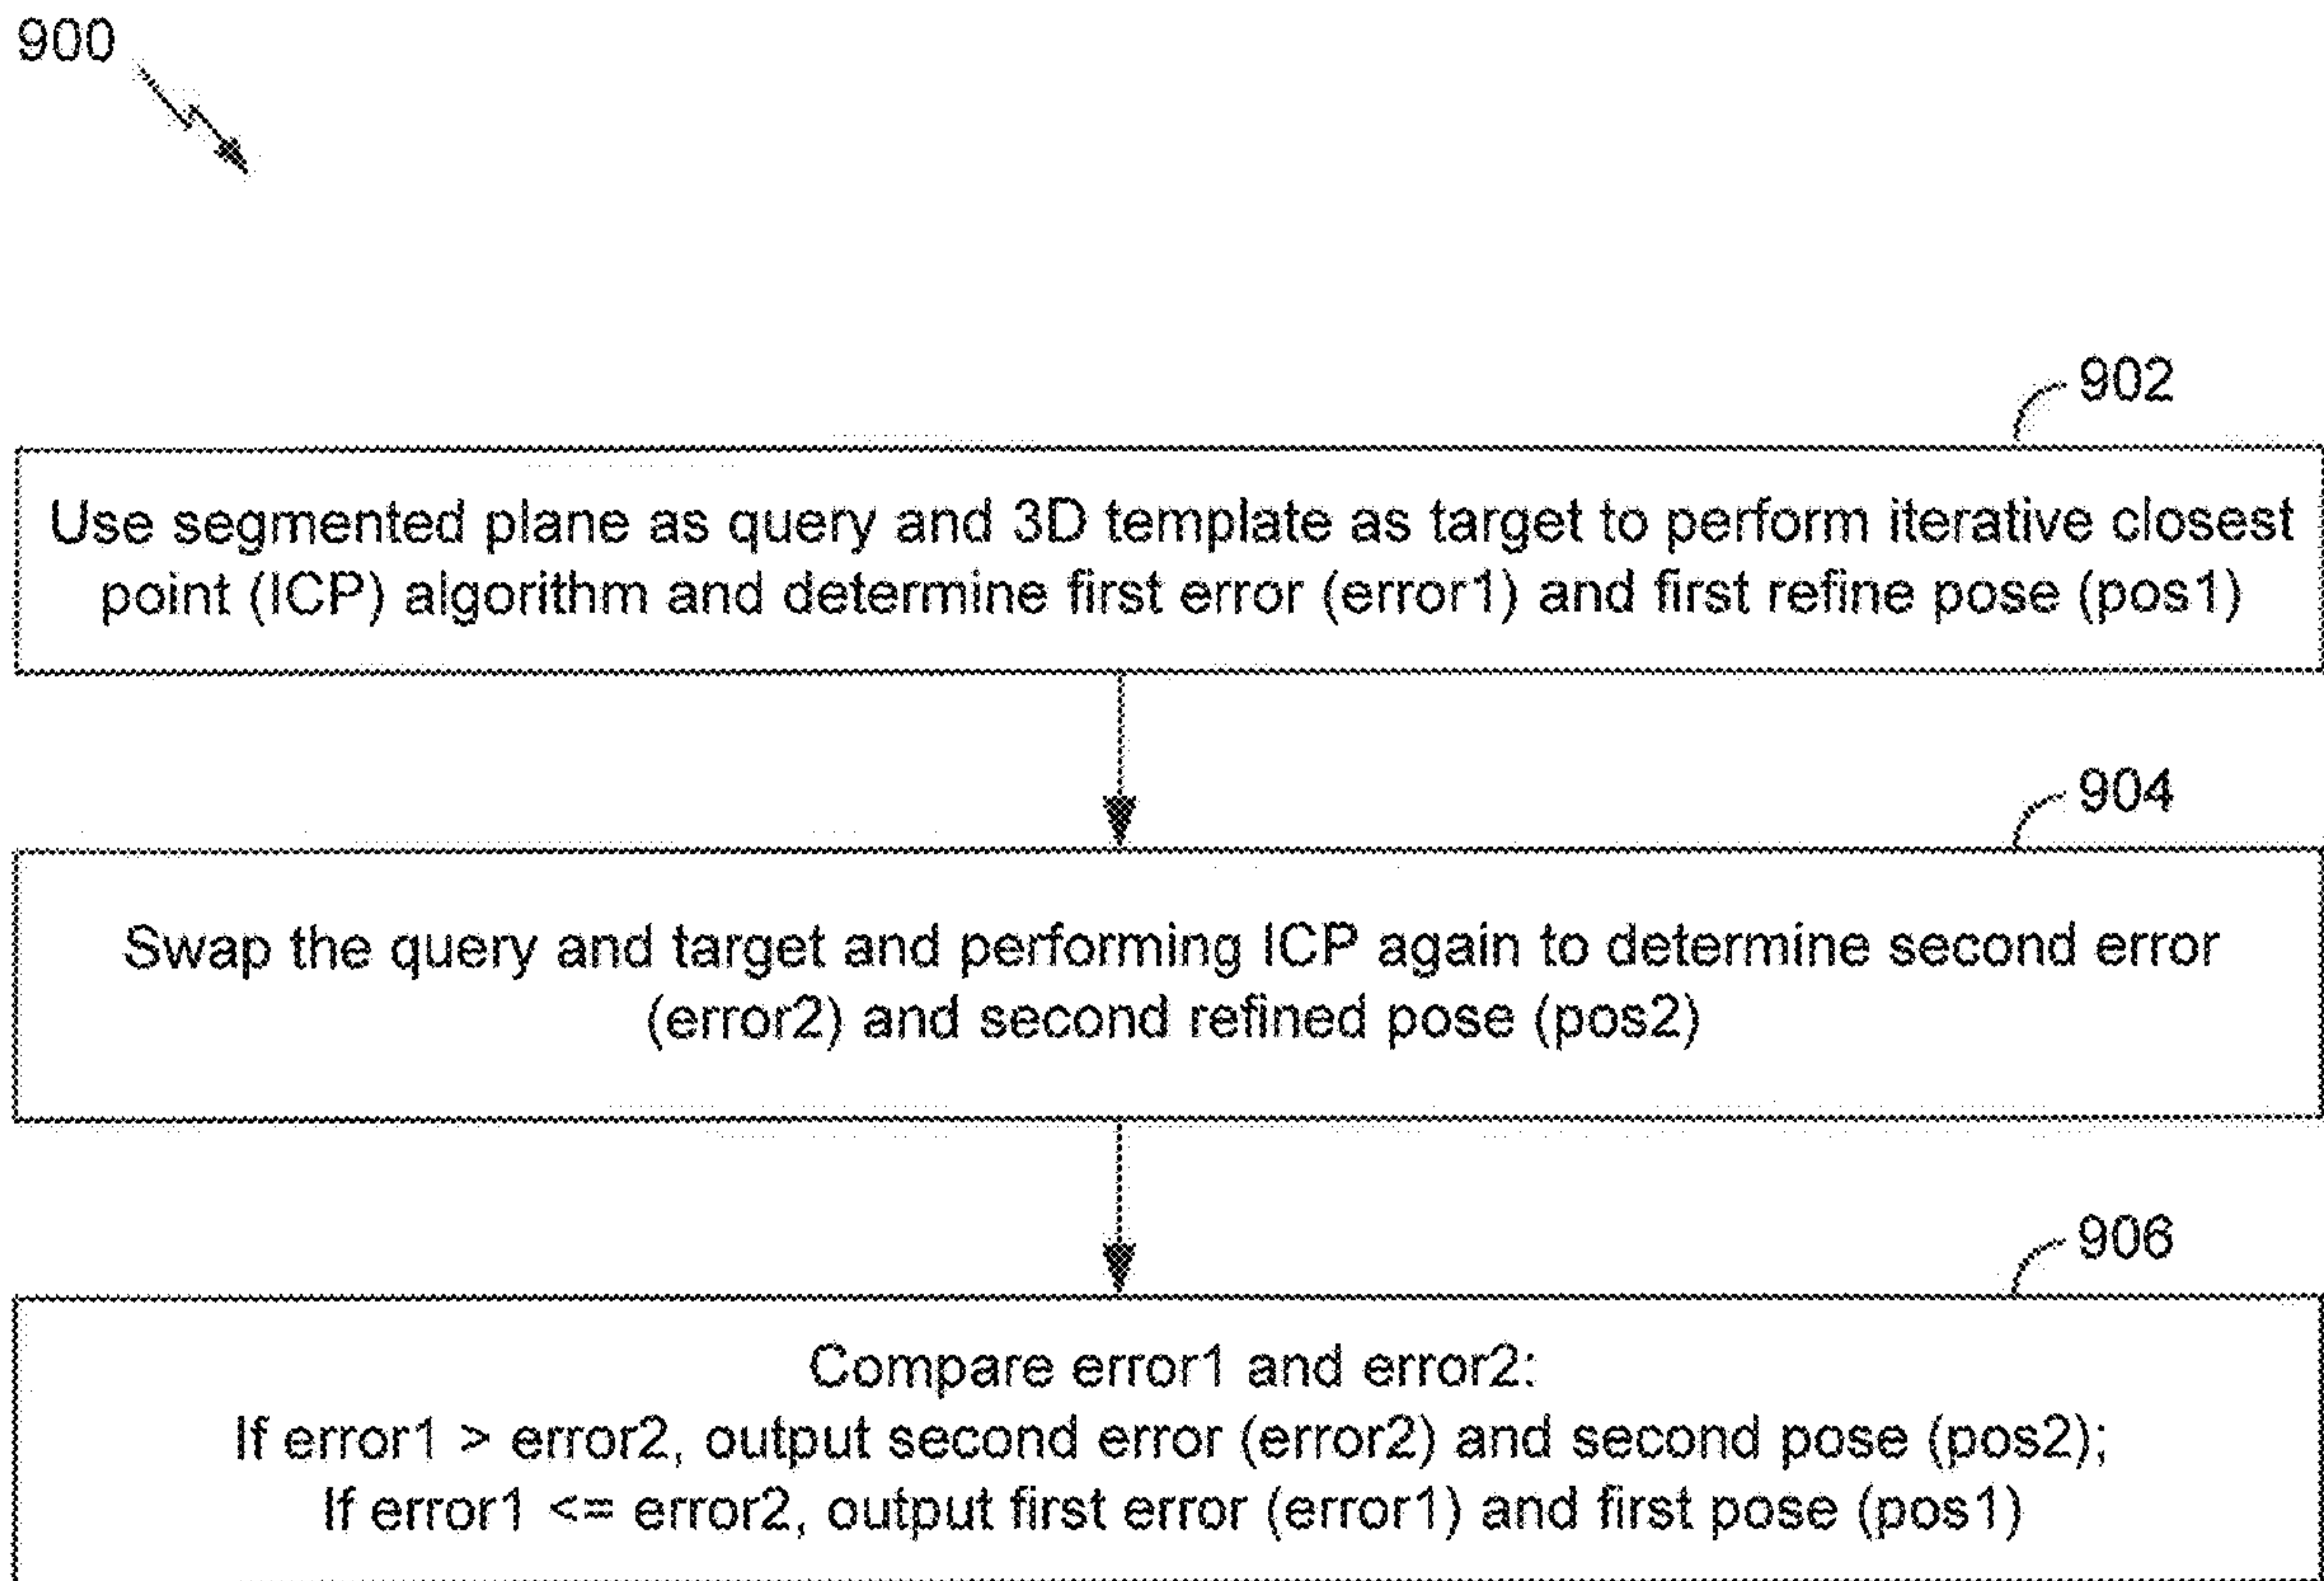 900
902
Use segmented plane as query and 3D template as target to perform iterative closest
point (ICP) algorithm and determine first error (error1) and first refine pose (pos1)
904
Swap the query and target and performing ICP again to determine second error
(error2) and second refined pose (pos2)
906
Compare error1 and error2:
If error1 > error2, output second error (error2) and second pose (pos2);
If error1 <= error2, output first error (error1) and first pose (pos1)